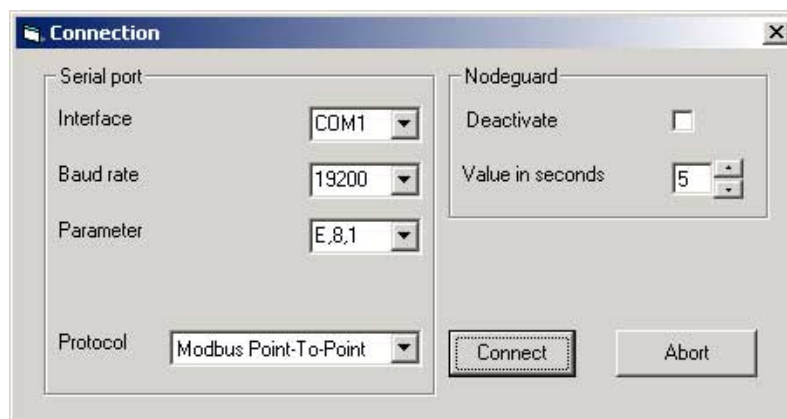 Connection
Serial port
Interface
COM1
Baud rate
19200
Parameter
E,8,1
Protocol
Modbus Point-To-Point
Nodeguard
Deactivate
Value in seconds
5
Connect
Abort